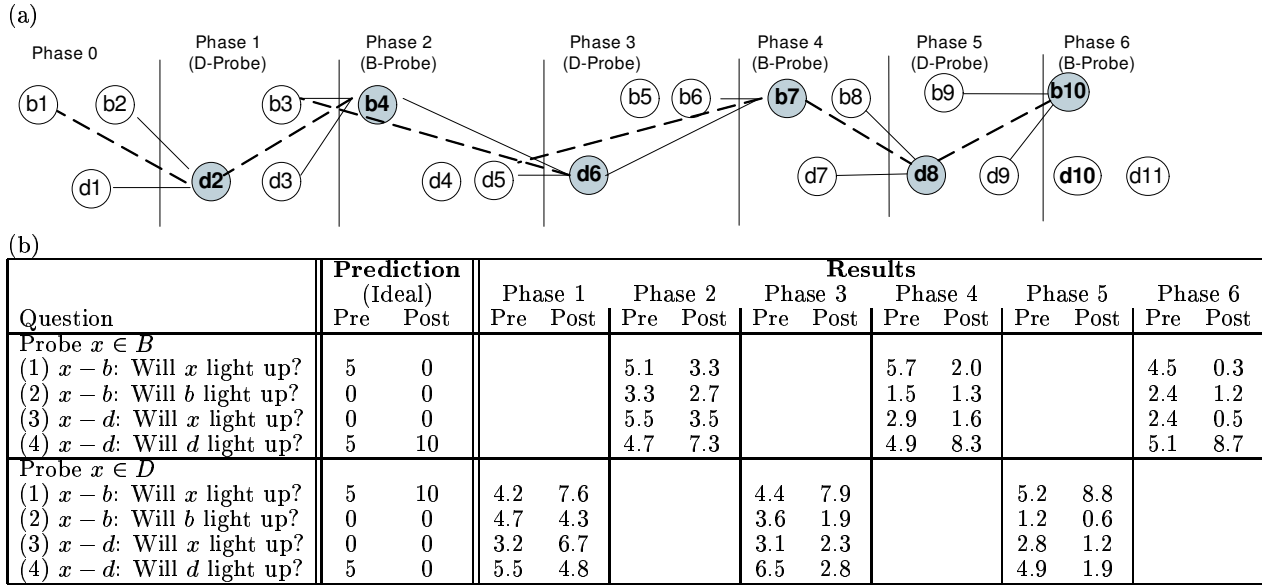 (a)
Phase 0 Phase 1 Phase 2 Phase 3 Phase 4 Phase 5 Phase 6
(D-Probe) (B-Probe) (D-Probe) (B-Probe) (D-Probe) (B-Probe)
b1 b2 b3 b4 b5 b6 b7 b8 b9 b10
d1 d2 d3 d4 d5 d6 d7 d8 d9 d10 d11
(b)
Prediction Results
(Ideal) Phase 1 Phase 2 Phase 3 Phase 4 Phase 5 Phase 6
Question Pre Post Pre Post Pre Post Pre Post Pre Post Pre Post Pre Post
Probe x ∈ B
(1) x − b: Will x light up? 5 0 5.1 3.3 5.7 2.0 4.5 0.3
(2) x − b: Will b light up? 0 0 3.3 2.7 1.5 1.3 2.4 1.2
(3) x − d: Will x light up? 0 0 5.5 3.5 2.9 1.6 2.4 0.5
(4) x − d: Will d light up? 5 10 4.7 7.3 4.9 8.3 5.1 8.7
Probe x ∈ D
(1) x − b: Will x light up? 5 10 4.2 7.6 4.4 7.9 5.2 8.8
(2) x − b: Will b light up? 0 0 4.7 4.3 3.6 1.9 1.2 0.6
(3) x − d: Will x light up? 0 0 3.2 6.7 3.1 2.3 2.8 1.2
(4) x − d: Will d light up? 5 0 5.5 4.8 6.5 2.8 4.9 1.9